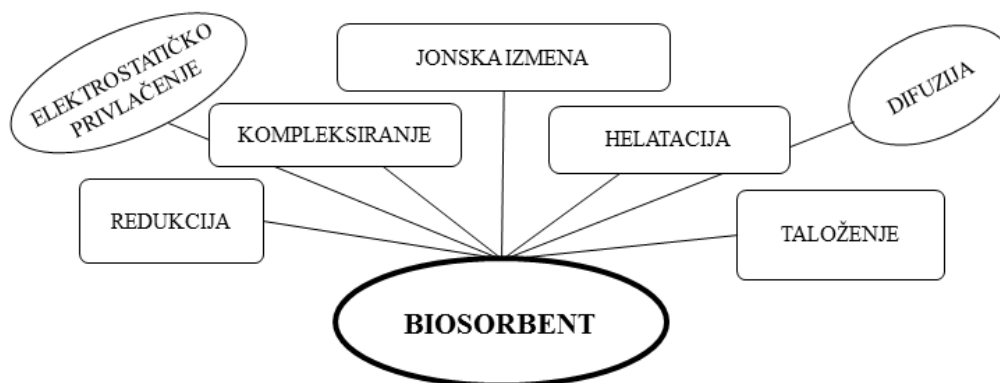 ELEKTROSTATIČKO
PRIVLAČENJE
JONSKA IZMENA
DIFUZIJA
KOMPLEKSIRANJE
HELATACIJA
REDUKCIJA
TALOŽENJE
BIOSORBENT